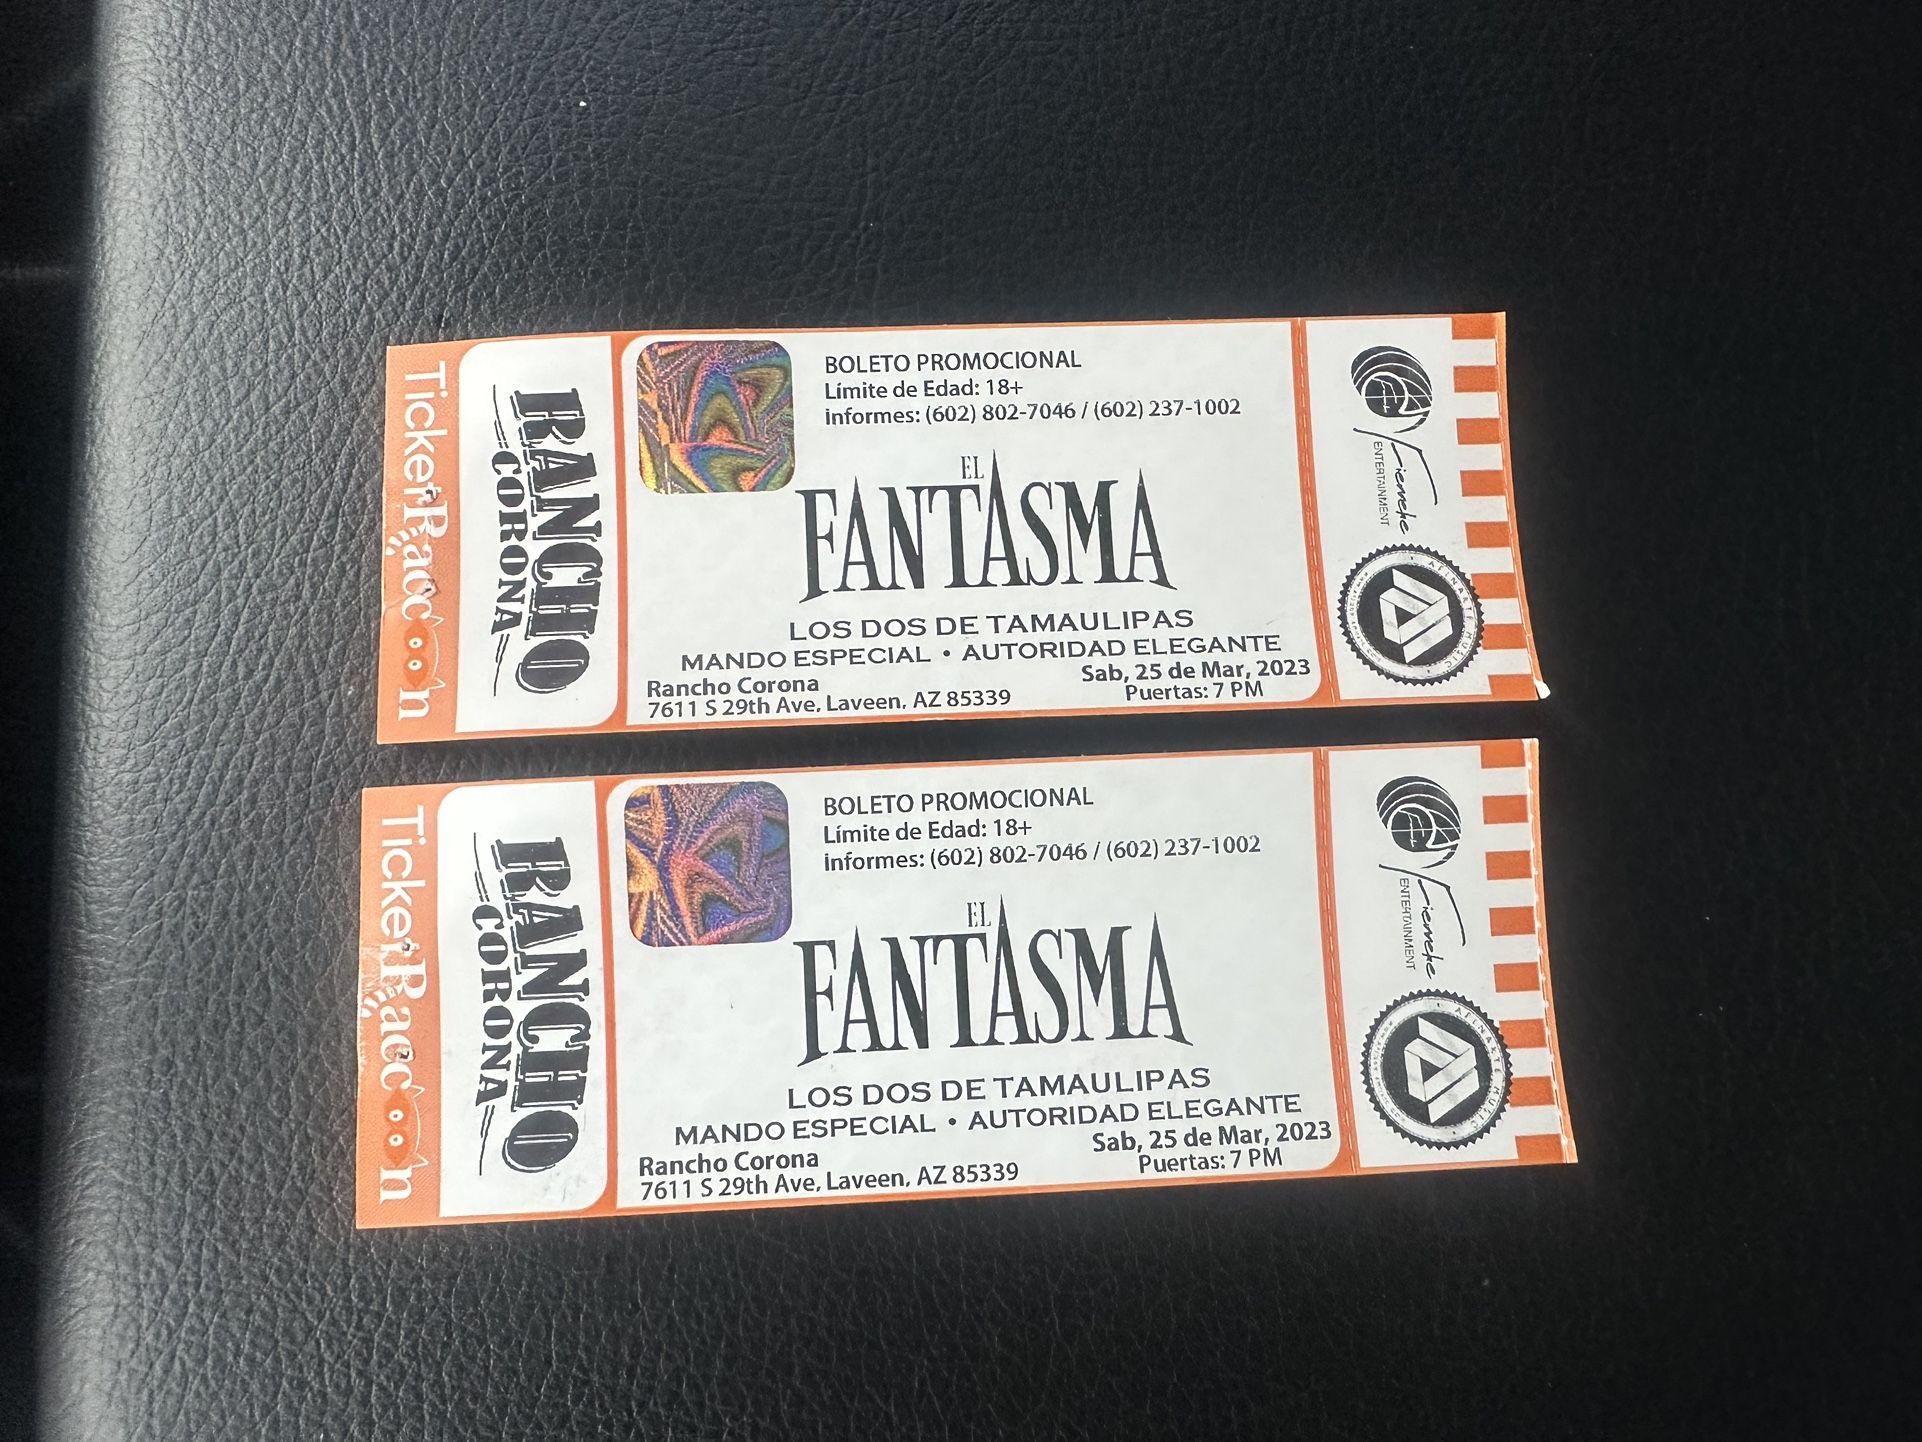 TicketRaccoon
RANCHO
CORONA
BOLETO PROMOCIONAL
Límite de Edad: 18+
Informes: (602) 802-7046 / (602) 237-1002
EL
FANTASMA
LOS DOS DE TAMAULIPAS
MANDO ESPECIAL • AUTORIDAD ELEGANTE
Sab, 25 de Mar, 2023
Puertas: 7 PM
Rancho Corona
7611 S 29th Ave, Laveen, AZ 85339
ENTERTAINMENT
AFINARTE MUSIC
TicketRaccoon
RANCHO
CORONA
BOLETO PROMOCIONAL
Límite de Edad: 18+
Informes: (602) 802-7046 / (602) 237-1002
EL
FANTASMA
LOS DOS DE TAMAULIPAS
MANDO ESPECIAL • AUTORIDAD ELEGANTE
Sab, 25 de Mar, 2023
Puertas: 7 PM
Rancho Corona
7611 S 29th Ave, Laveen, AZ 85339
ENTERTAINMENT
AFINARTE MUSIC